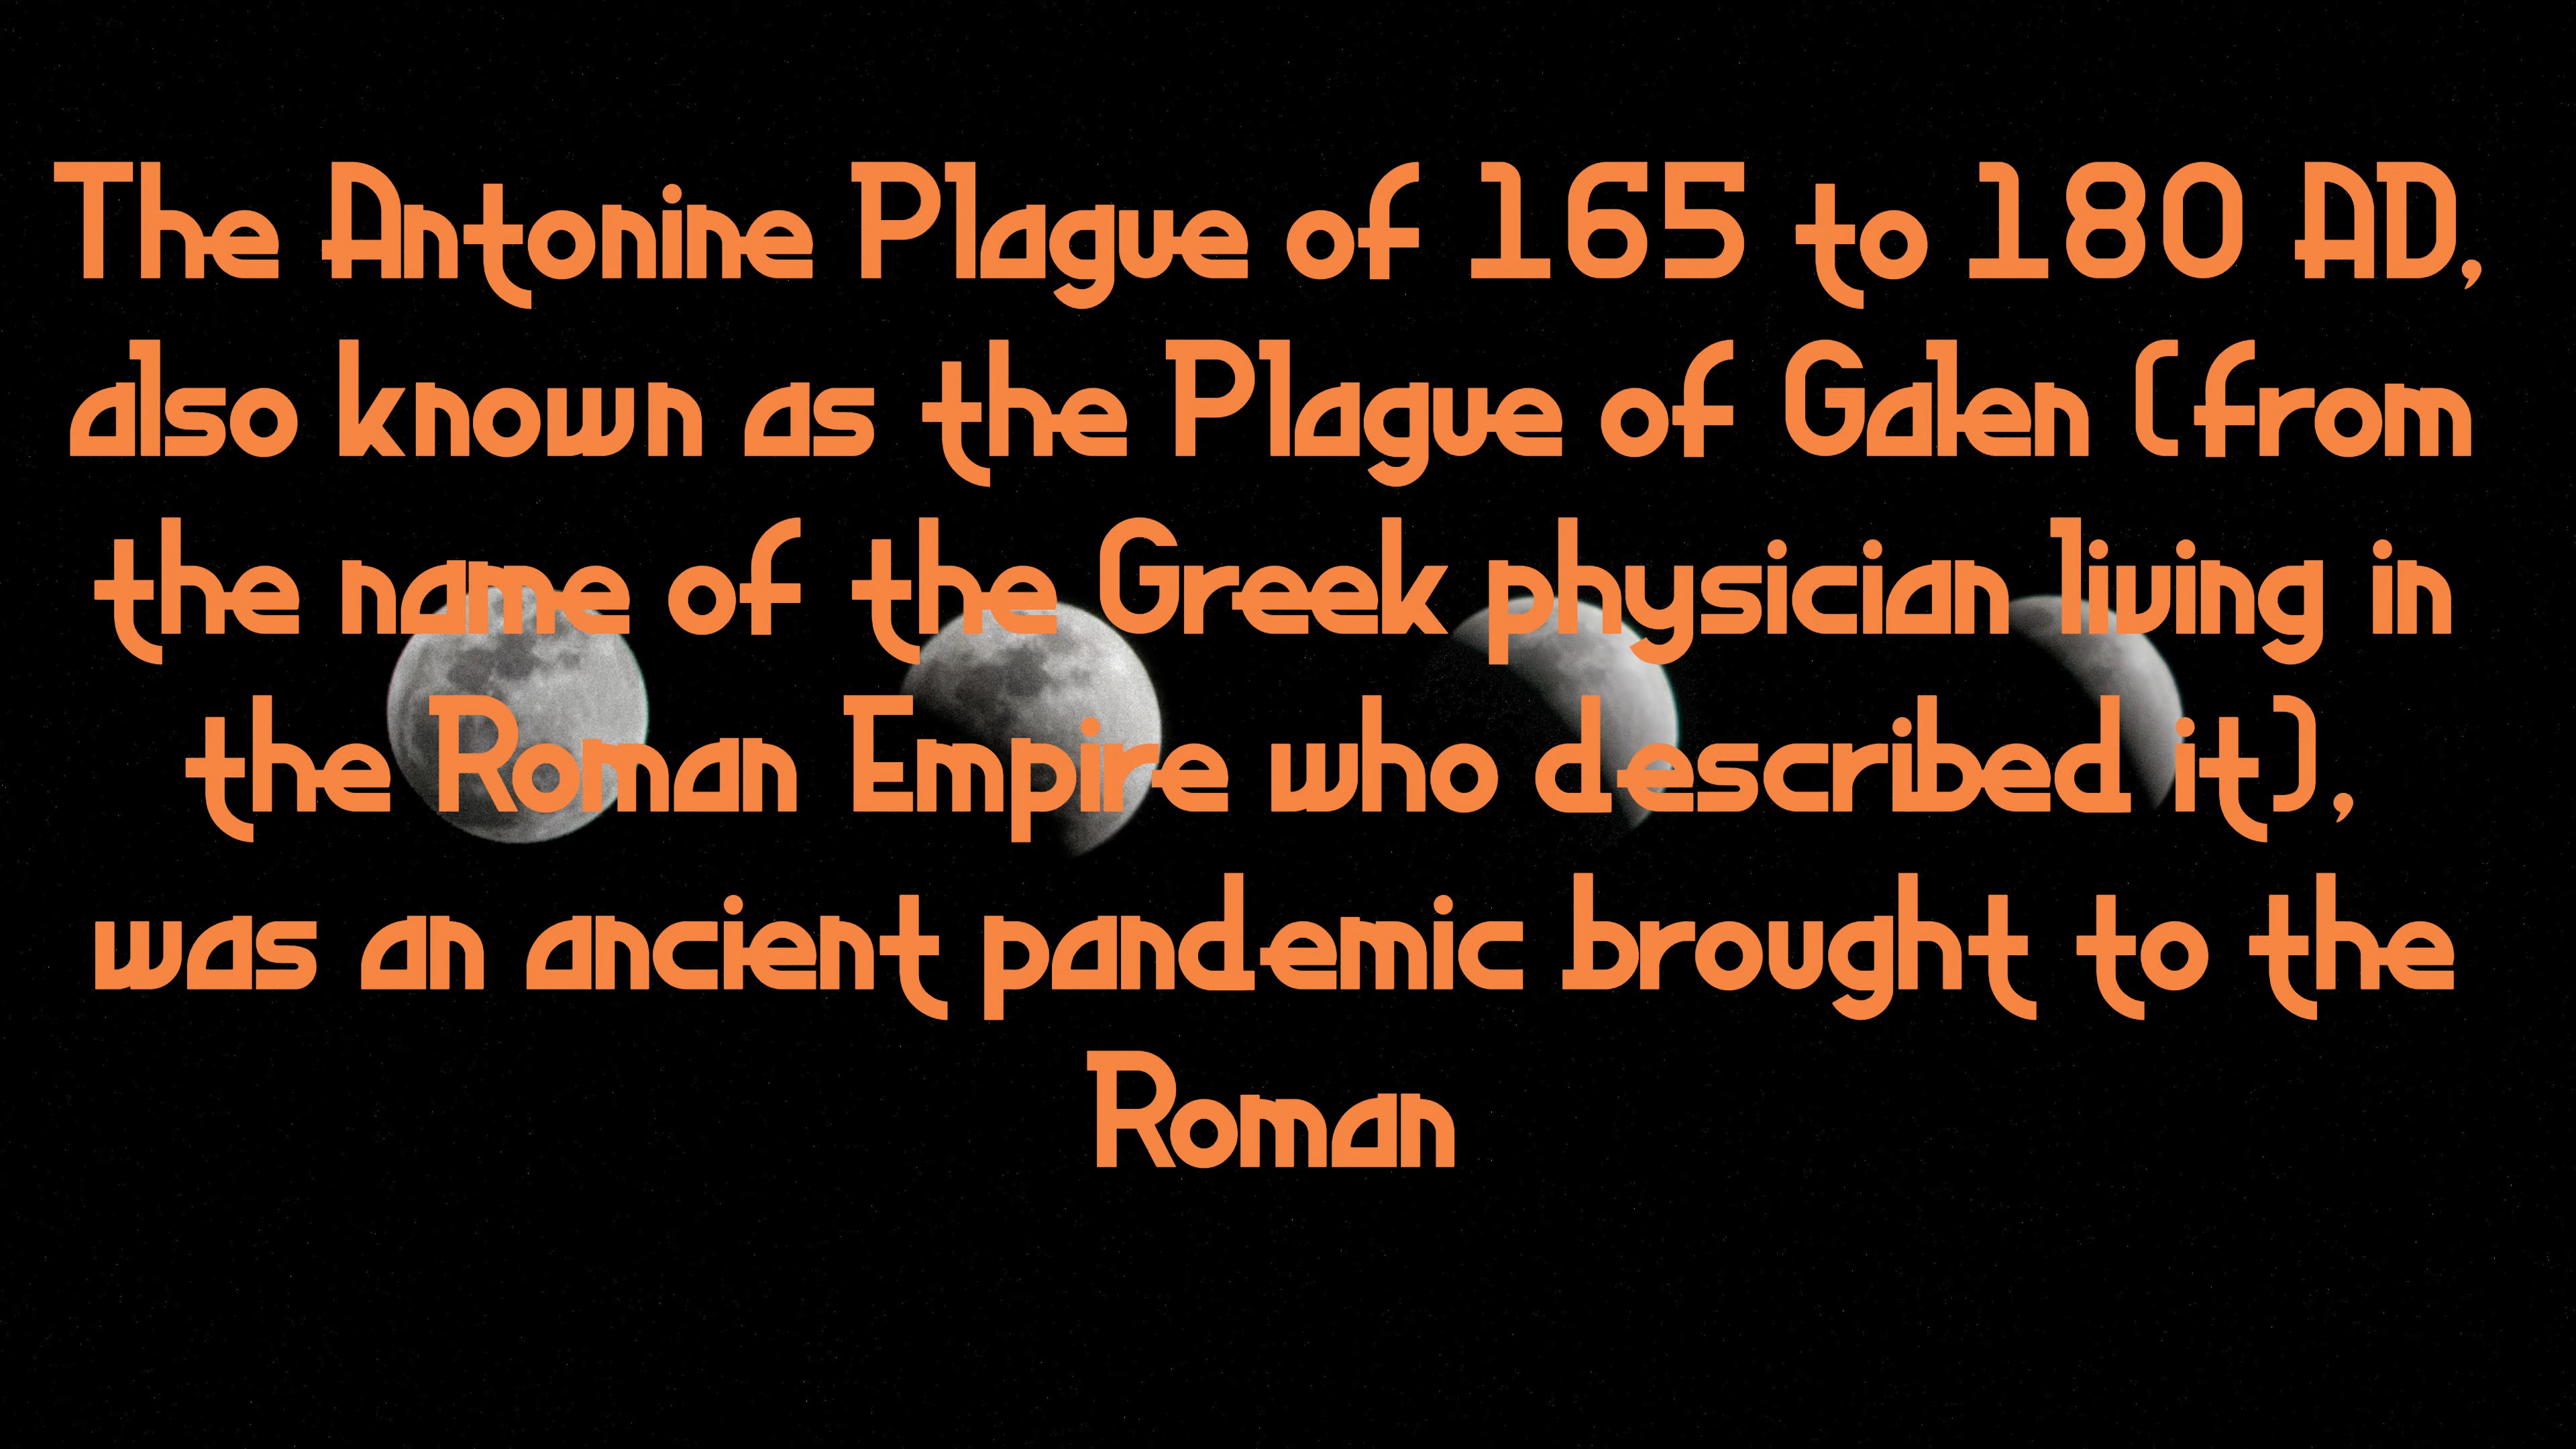 The Antonine Plague of 165 to 180 AD,
also known as the Plague of Galen (from
the name of the Greek physician living in
the Roman Empire who described it),
was an ancient pandemic brought to the
Roman